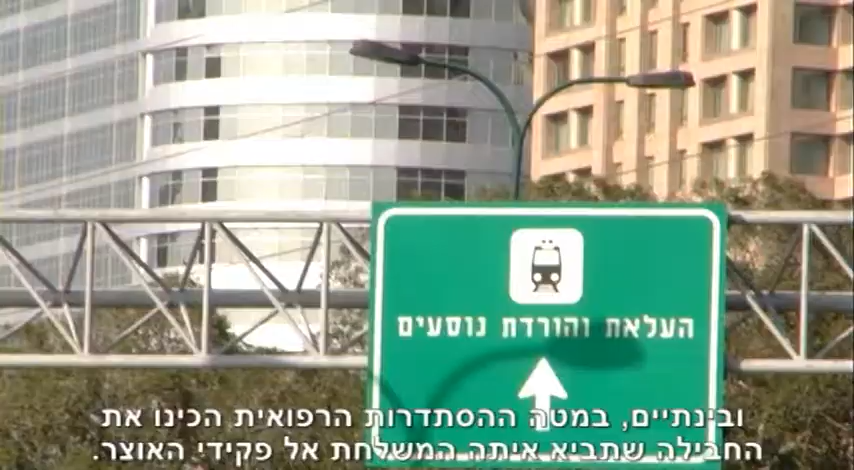 העלאת והורדת נוסעים
ובינתיים, במטה ההסתדרות הרפואית הכינו את
החבילה שתביא איתה המשלחת אל פקידי האוצר.